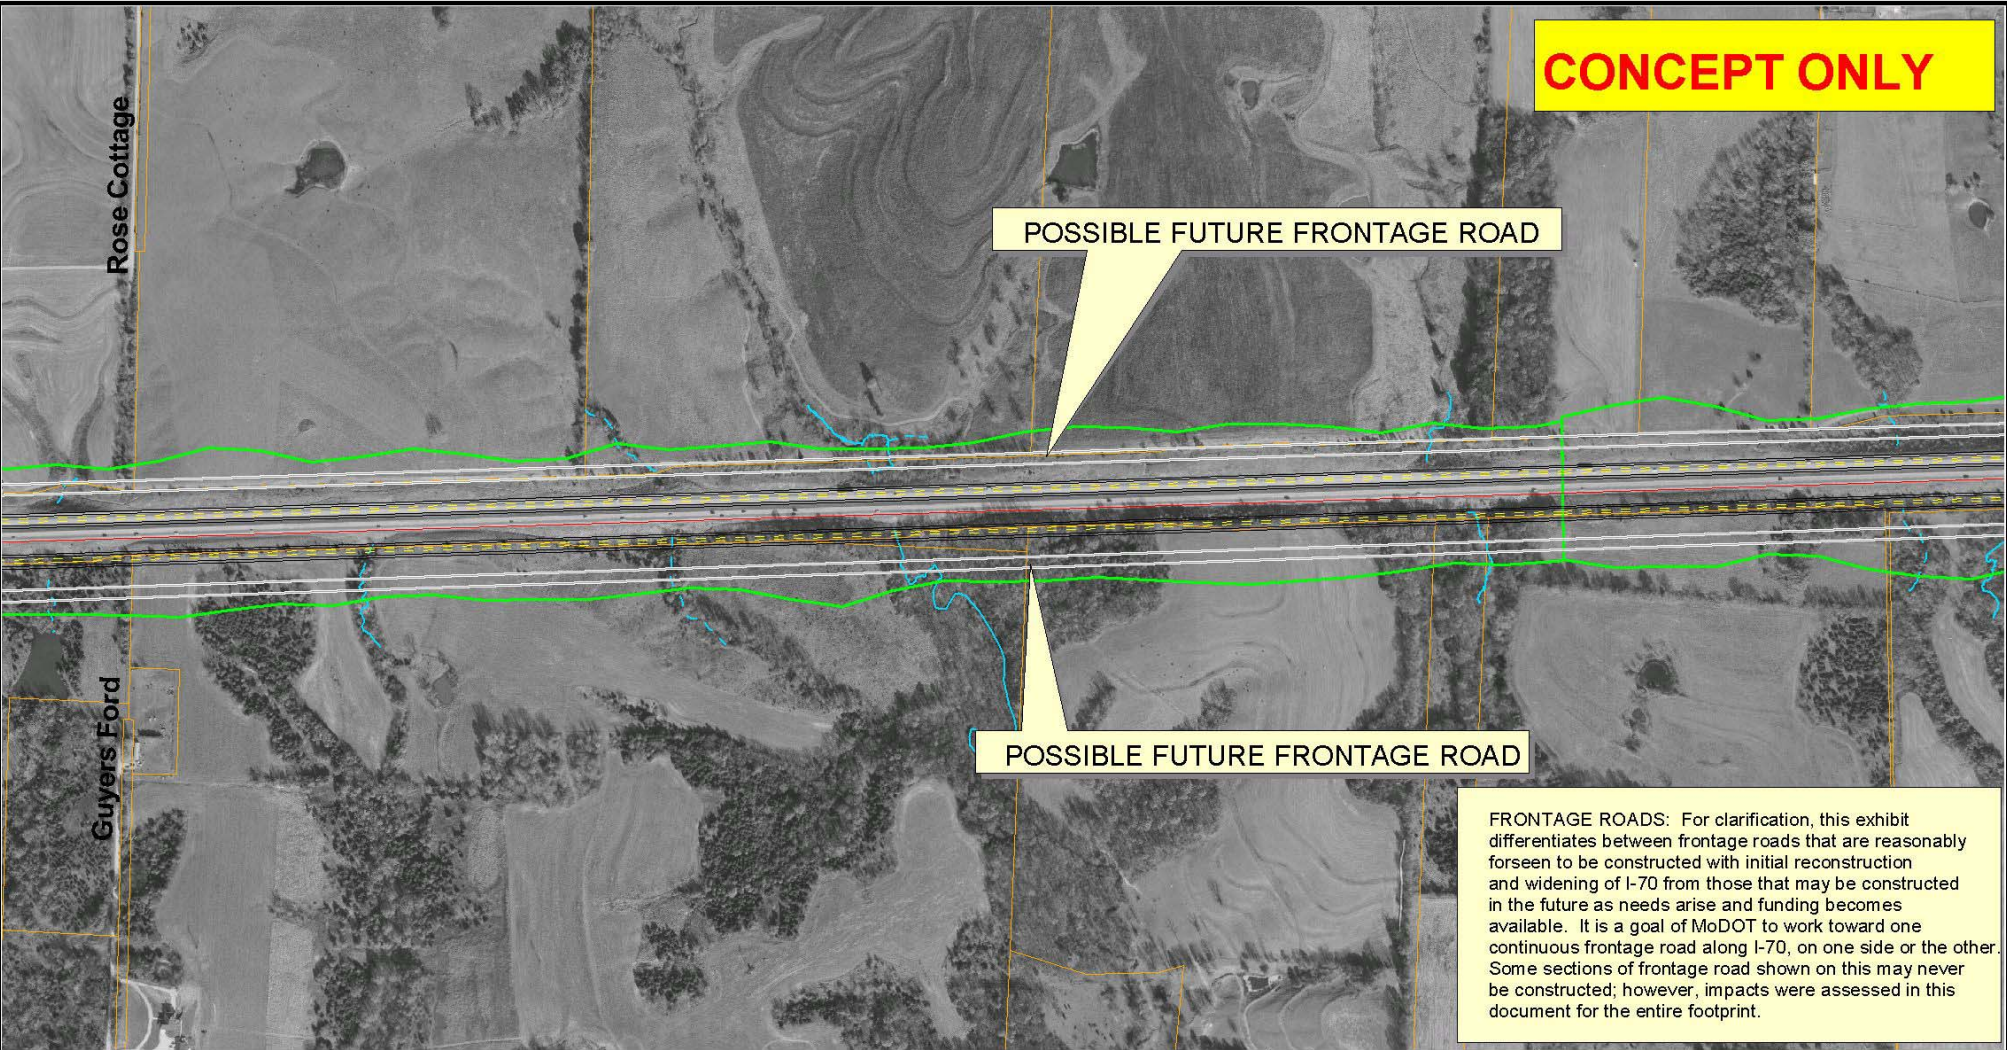 CONCEPT ONLY
Rose Cottage
POSSIBLE FUTURE FRONTAGE ROAD
Guyers Ford
POSSIBLE FUTURE FRONTAGE ROAD
FRONTAGE ROADS: For clarification, this exhibit
differentiates between frontage roads that are reasonably
forseen to be constructed with initial reconstruction
and widening of I-70 from those that may be constructed
in the future as needs arise and funding becomes
available. It is a goal of MoDOT to work toward one
continuous frontage road along I-70, on one side or the other.
Some sections of frontage road shown on this may never
be constructed; however, impacts were assessed in this
document for the entire footprint.